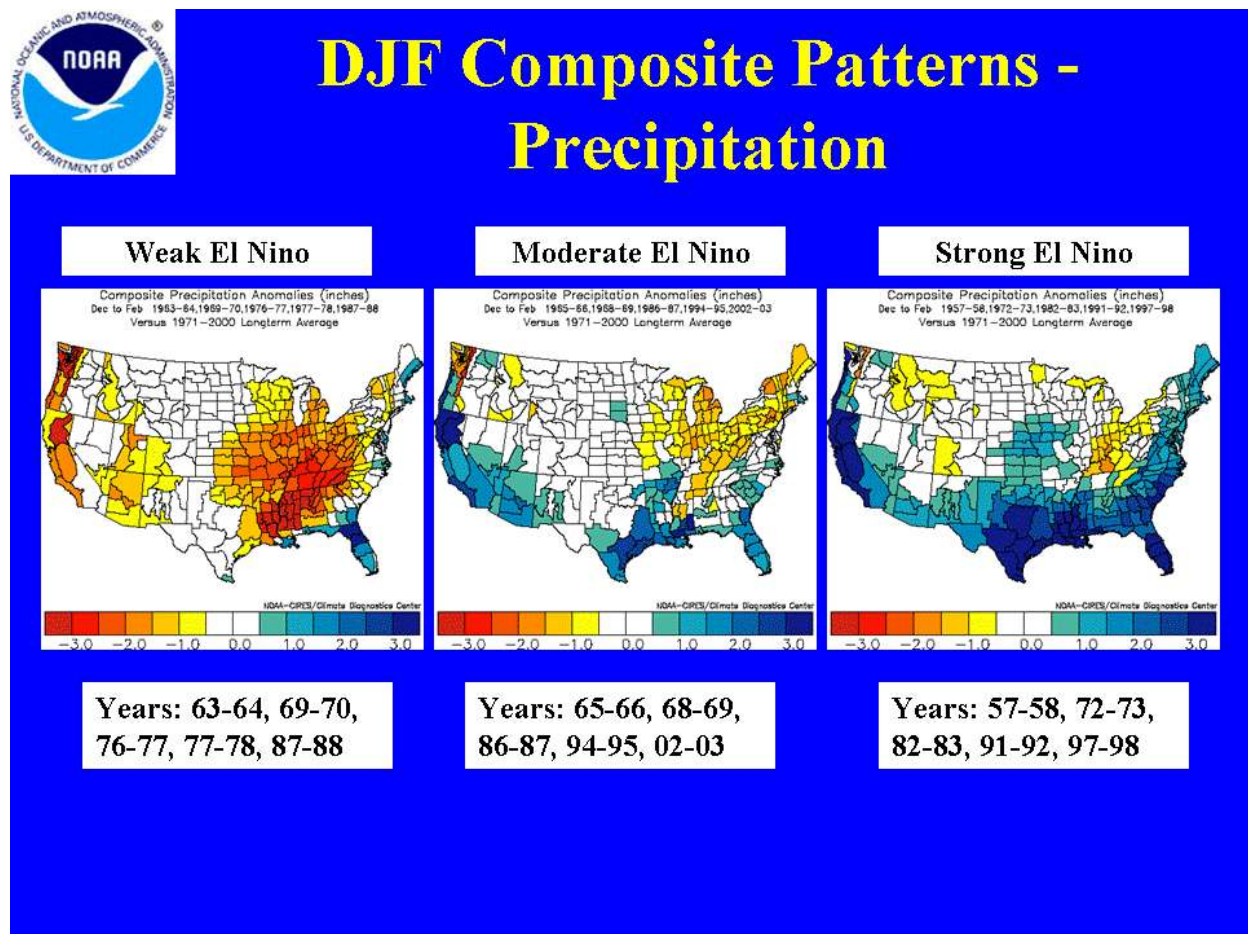 NATIONAL OCEANIC AND ATMOSPHERIC ADMINISTRATION
U.S. DEPARTMENT OF COMMERCE
NOAA
®
DJF Composite Patterns -
Precipitation
Weak El Nino
Composite Precipitation Anomalies (inches)
Dec to Feb 1963-64,1969-70,1976-77,1977-78,1987-88
Versus 1971-2000 Longterm Average
NOAA-CIRES/Climate Diagnostics Center
-3.0 -2.0 -1.0 0.0 1.0 2.0 3.0
Years: 63-64, 69-70,
76-77, 77-78, 87-88
Moderate El Nino
Composite Precipitation Anomalies (inches)
Dec to Feb 1965-66,1968-69,1986-87,1994-95,2002-03
Versus 1971-2000 Longterm Average
NOAA-CIRES/Climate Diagnostics Center
-3.0 -2.0 -1.0 0.0 1.0 2.0 3.0
Years: 65-66, 68-69,
86-87, 94-95, 02-03
Strong El Nino
Composite Precipitation Anomalies (inches)
Dec to Feb 1957-58,1972-73,1982-83,1991-92,1997-98
Versus 1971-2000 Longterm Average
NOAA-CIRES/Climate Diagnostics Center
-3.0 -2.0 -1.0 0.0 1.0 2.0 3.0
Years: 57-58, 72-73,
82-83, 91-92, 97-98